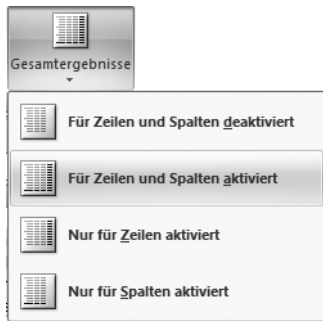 Gesamtergebnisse
Für Zeilen und Spalten deaktiviert
Für Zeilen und Spalten aktiviert
Nur für Zeilen aktiviert
Nur für Spalten aktiviert